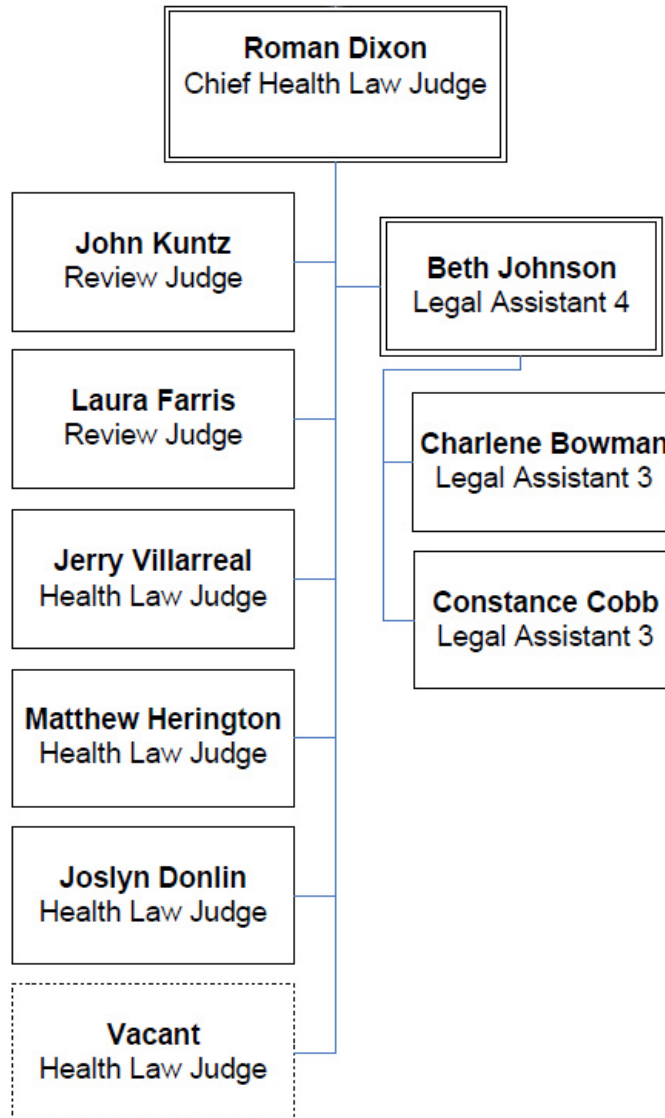 Roman Dixon
Chief Health Law Judge
John Kuntz
Review Judge
Beth Johnson
Legal Assistant 4
Laura Farris
Review Judge
Charlene Bowman
Legal Assistant 3
Jerry Villarreal
Health Law Judge
Constance Cobb
Legal Assistant 3
Matthew Herington
Health Law Judge
Joslyn Donlin
Health Law Judge
Vacant
Health Law Judge